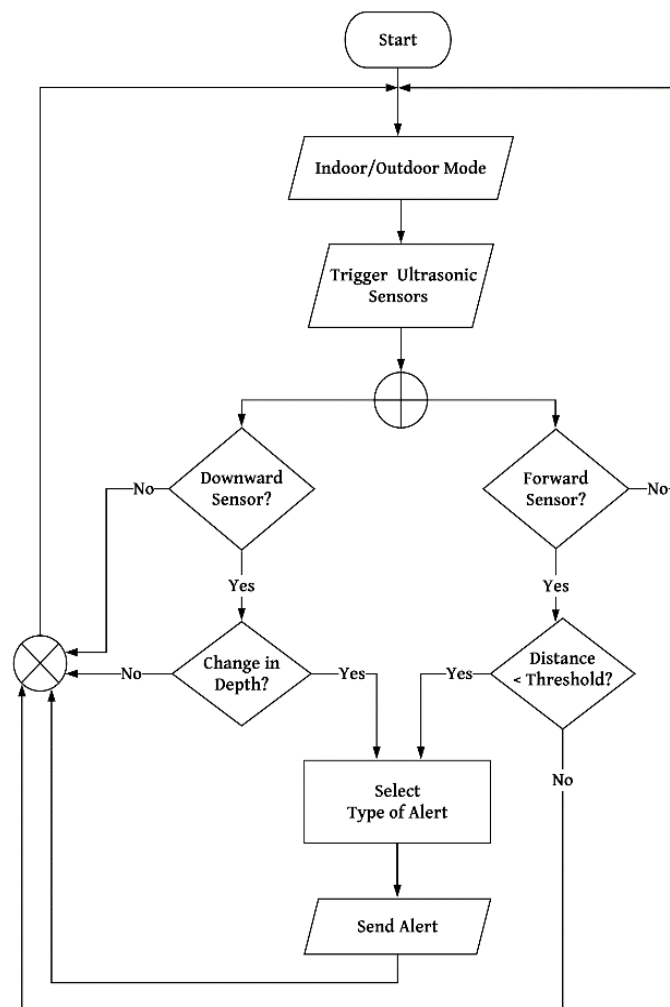 Start
Indoor/Outdoor Mode
Trigger Ultrasonic
Sensors
Downward
Sensor?
No
Forward
Sensor?
No
Yes
Yes
Change in
Depth?
No
Yes
Distance
< Threshold?
Yes
No
Select
Type of Alert
Send Alert